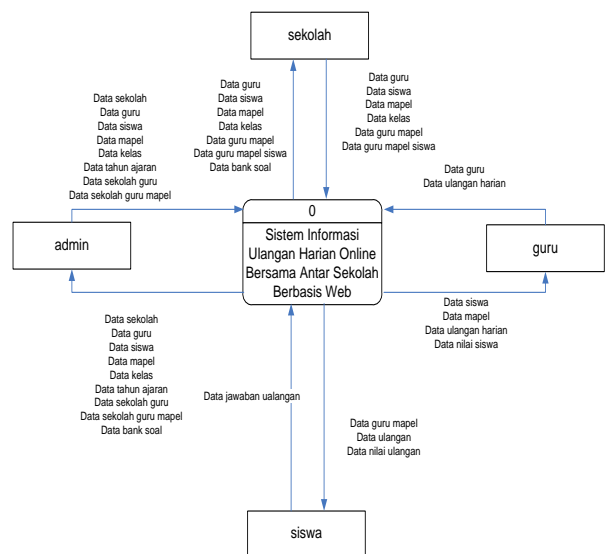 sekolah
Data sekolah
Data guru
Data siswa
Data mapel
Data kelas
Data tahun ajaran
Data sekolah guru
Data sekolah guru mapel
Data guru
Data siswa
Data mapel
Data kelas
Data guru mapel
Data guru mapel siswa
Data bank soal
Data guru
Data siswa
Data mapel
Data kelas
Data guru mapel
Data guru mapel siswa
Data guru
Data ulangan harian
admin
0
Sistem Informasi
Ulangan Harian Online
Bersama Antar Sekolah
Berbasis Web
guru
Data sekolah
Data guru
Data siswa
Data mapel
Data kelas
Data tahun ajaran
Data sekolah guru
Data sekolah guru mapel
Data bank soal
Data jawaban ualangan
Data guru mapel
Data ulangan
Data nilai ulangan
Data siswa
Data mapel
Data ulangan harian
Data nilai siswa
siswa